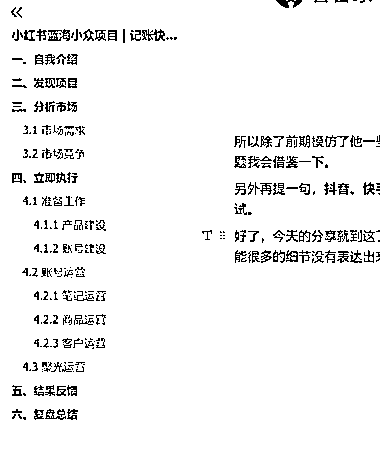 小红书蓝海小众项目 | 记账快...
一、自我介绍
二、发现项目
三、分析市场
3.1 市场需求
3.2 市场竞争
四、立即执行
4.1 准备工作
4.1.1 产品建设
4.1.2 账号建设
4.2 账号运营
4.2.1 笔记运营
4.2.2 商品运营
4.2.3 客户运营
4.3 聚光运营
五、结果反馈
六、复盘总结
所以除了前期模仿了他一些
题我会借鉴一下。
另外再提一句，抖音、快手
试。
好了，今天的分享就到这了
能很多的细节没有表达出来